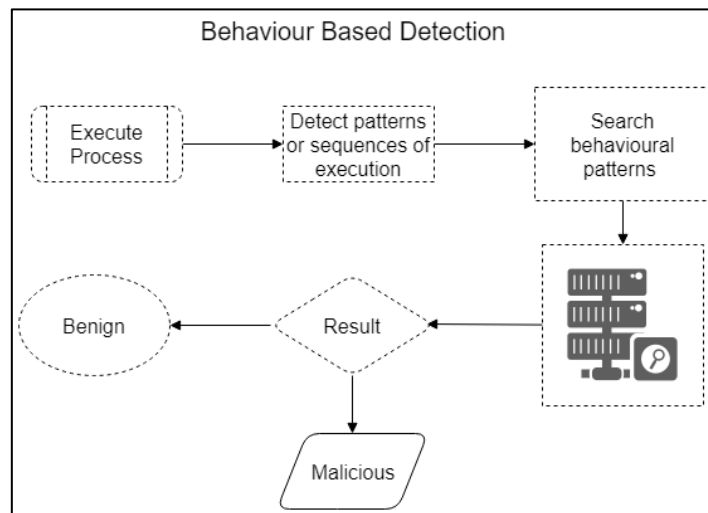 Behaviour Based Detection
Execute
Process
Detect patterns
or sequences of
execution
Search
behavioural
patterns
Benign
Result
Malicious